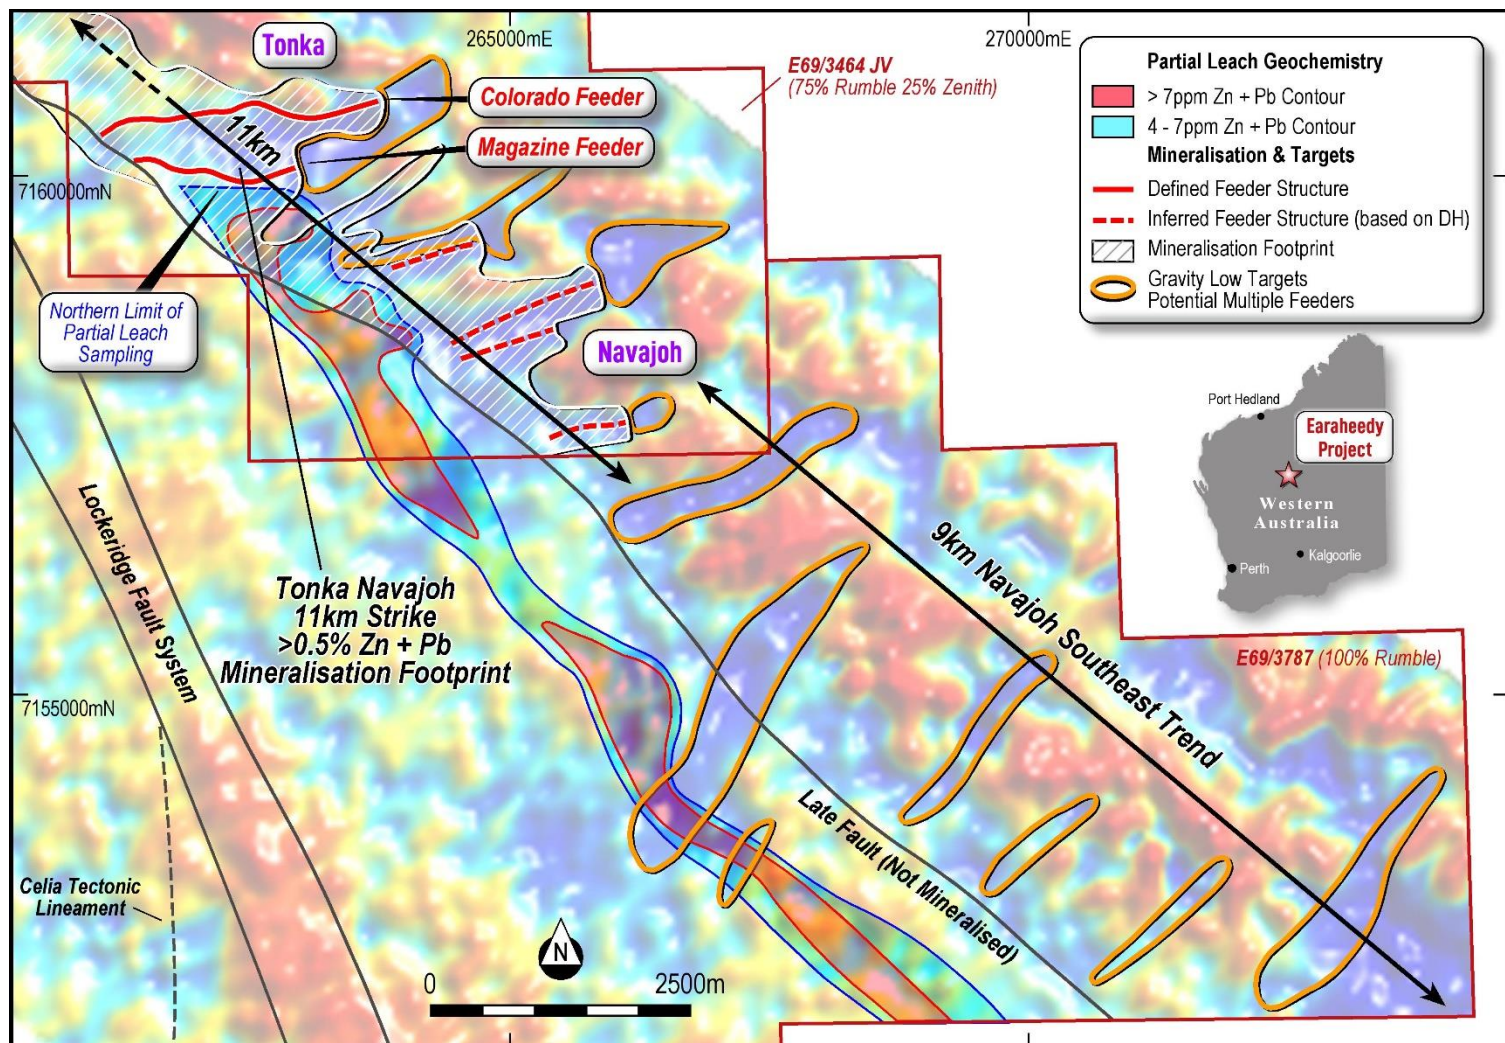 Tonka
265000mE
270000mE
E69/3464 JV
(75% Rumble 25% Zenith)
Colorado Feeder
11km
Magazine Feeder
7160000mN
Northern Limit of
Partial Leach
Sampling
Navajoh
Partial Leach Geochemistry
> 7ppm Zn + Pb Contour
4 - 7ppm Zn + Pb Contour
Mineralisation & Targets
Defined Feeder Structure
Inferred Feeder Structure (based on DH)
Mineralisation Footprint
Gravity Low Targets
Potential Multiple Feeders
Port Hedland
Earaheedy
Project
Western
Australia
Kalgoorlie
Perth
Lockeridge Fault System
Tonka Navajoh
11km Strike
>0.5% Zn + Pb
Mineralisation Footprint
9km Navajoh Southeast Trend
E69/3787 (100% Rumble)
7155000mN
Late Fault (Not Mineralised)
Celia Tectonic
Lineament
N
0
2500m